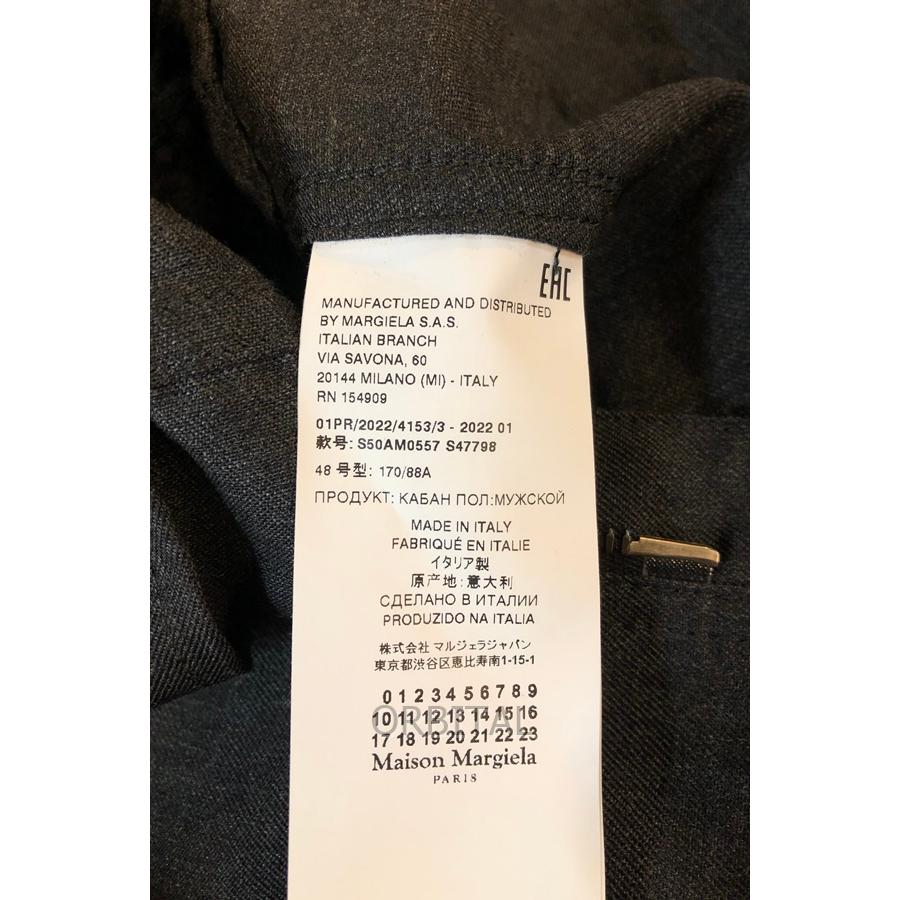 EAC
MANUFACTURED AND DISTRIBUTED
BY MARGIELA S.A.S.
ITALIAN BRANCH
VIA SAVONA, 60
20144 MILANO (MI) - ITALY
RN 154909
01PR/2022/4153/3 - 2022 01
款号: S50AM0557 S47798
48 号型: 170/88A
ПРОДУКТ: КАБАН ПОЛ:МУЖСКОЙ
MADE IN ITALY
FABRIQUÉ EN ITALIE
イタリア製
原产地: 意大利
СДЕЛАНО В ИТАЛИИ
PRODUZIDO NA ITALIA
株式会社 マルジェラジャパン
東京都渋谷区恵比寿南1-15-1
0 1 2 3 4 5 6 7 8 9
10 11 12 13 14 15 16
ORBITAL
17 18 19 20 21 22 23
Maison Margiela
PARIS